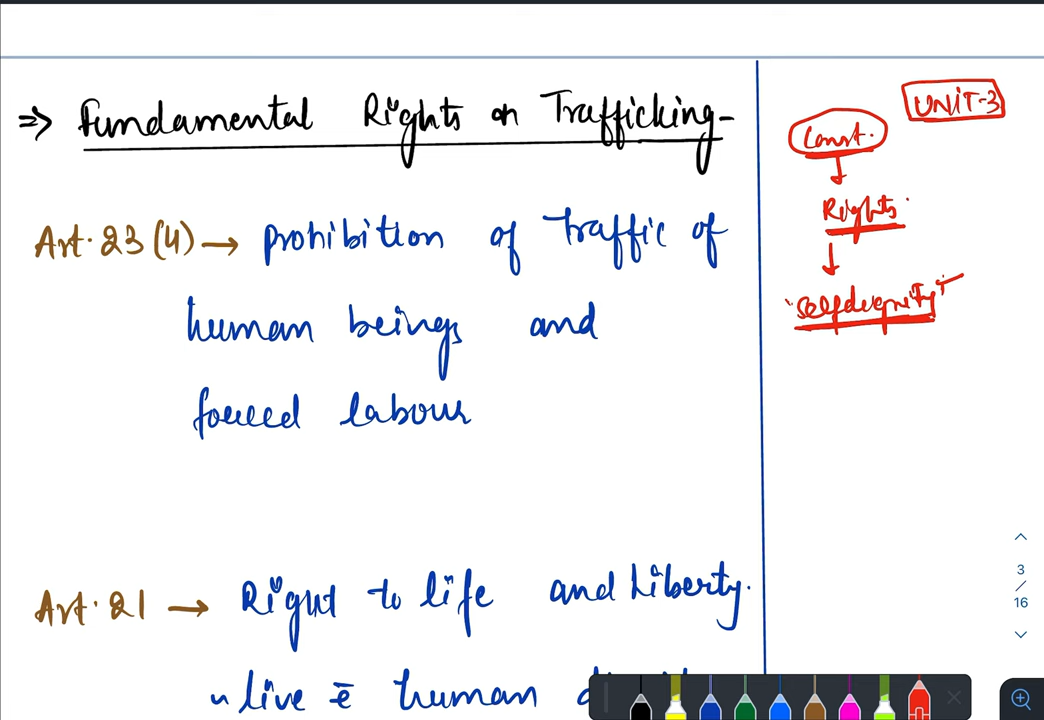 ⇒ Fundamental Rights on Trafficking-
Art. 23 (4) → prohibition of traffic of
human beings and
forced labour
Art. 21 → Right to life and Liberty.
" live ē human
UNIT-3
Const.
↓
Rights.
↓
"selfdignity"
3
/
16